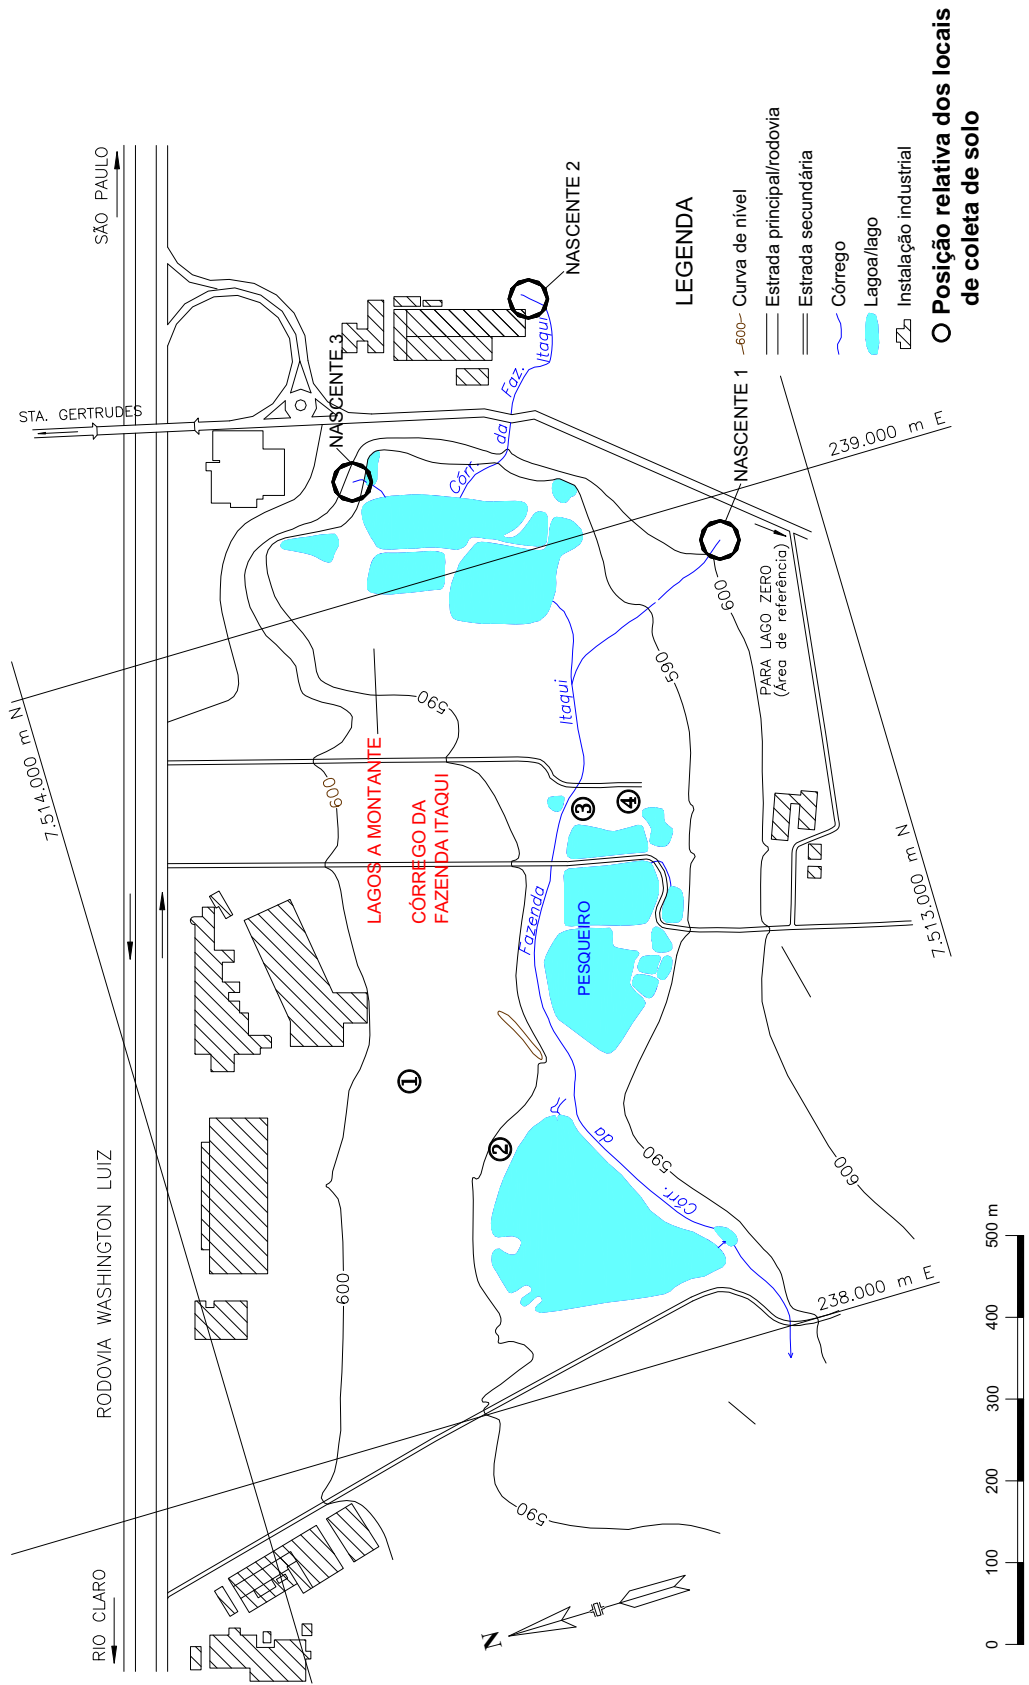 SÃO PAULO
STA. GERTRUDES
NASCENTE 3
NASCENTE 2
NASCENTE 1
Córr.
da
Faz.
Itaqui
239.000 m E
7.514.000 m N
LEGENDA
600 Curva de nível
Estrada principal/rodovia
Estrada secundária
Córrego
Lagoa/lago
Instalação industrial
O Posição relativa dos locais
de coleta de solo
PARA LAGO ZERO
(Área de referência)
600
590
590
600
LAGOS A MONTANTE
CÓRREGO DA
FAZENDA ITAQUI
Itaqui
Fazenda
da
Córr.
PESQUEIRO
3
4
1
2
7.513.000 m N
RODOVIA WASHINGTON LUIZ
600
590
600
590
238.000 m E
RIO CLARO
N
0 100 200 300 400 500 m